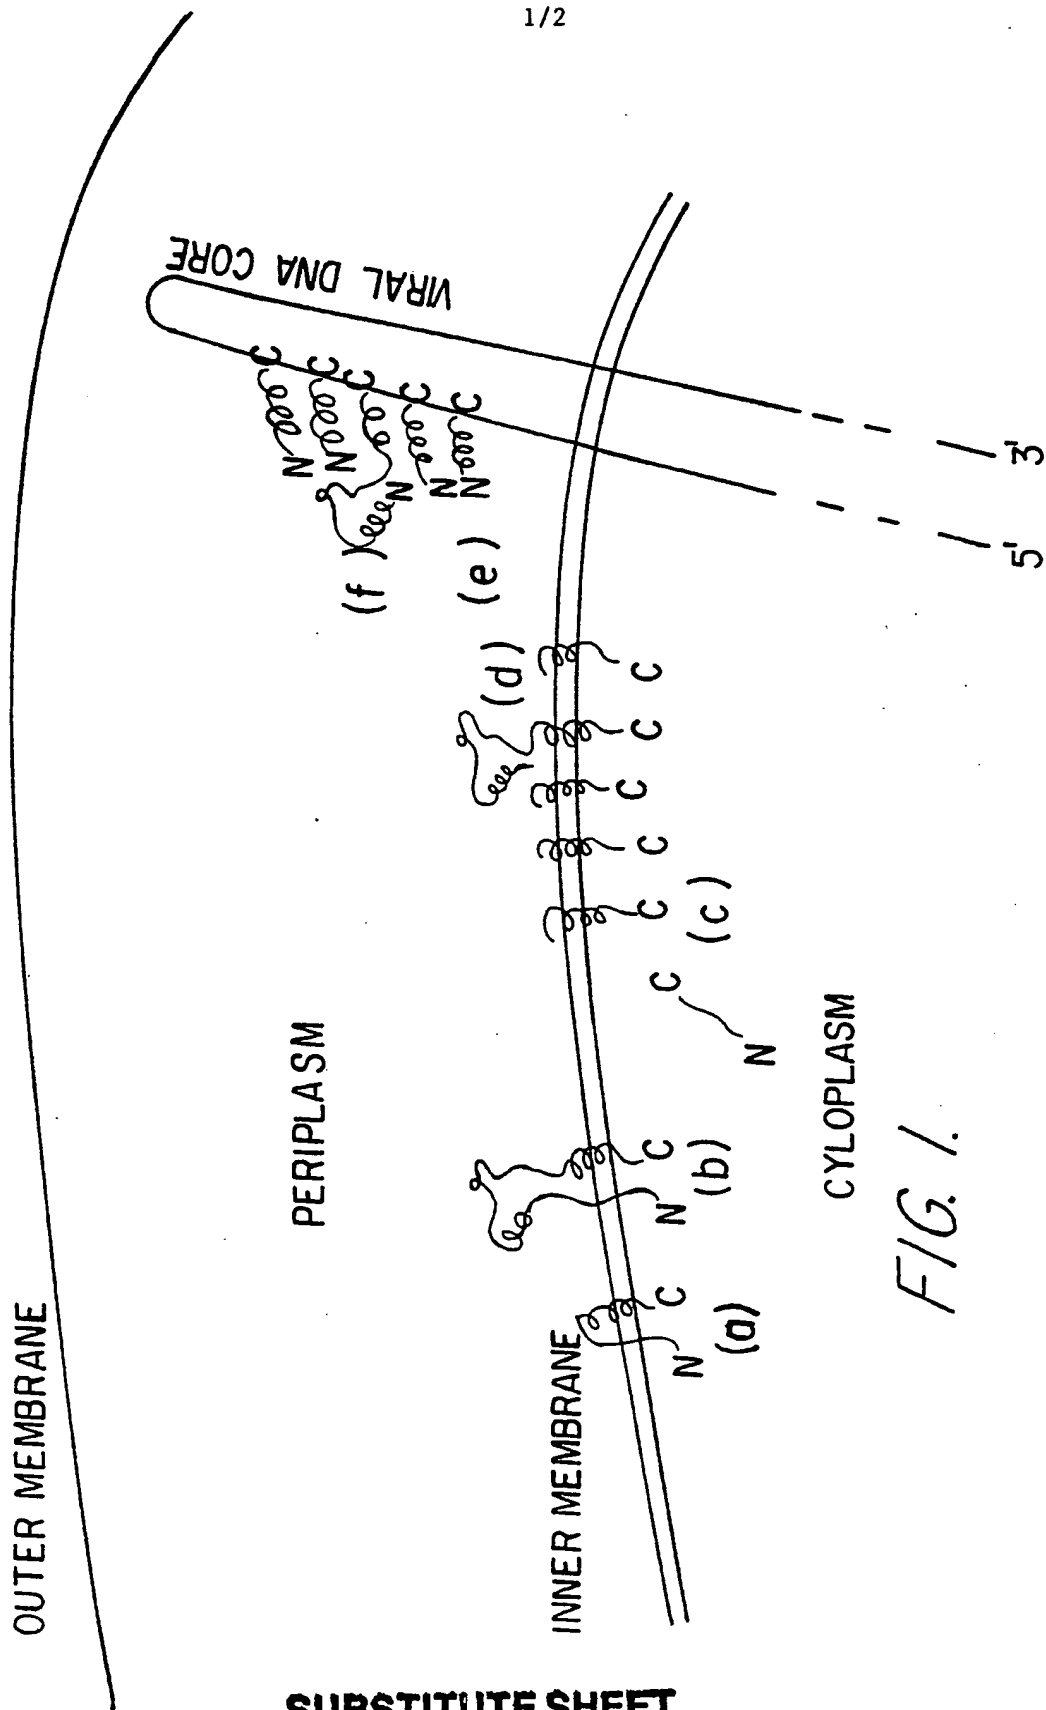 1/2
OUTER MEMBRANE
PERIPLASM
INNER MEMBRANE
CYLOPLASM
VIRAL DNA CORE
C
C
C
C
C
N
N
N
N
N
(f)
(e)
(d)
C
C
C
C
C
(c)
C
N
C
N
(b)
C
N
(a)
3'
5'
FIG. 1.
SUBSTITUTE SHEET